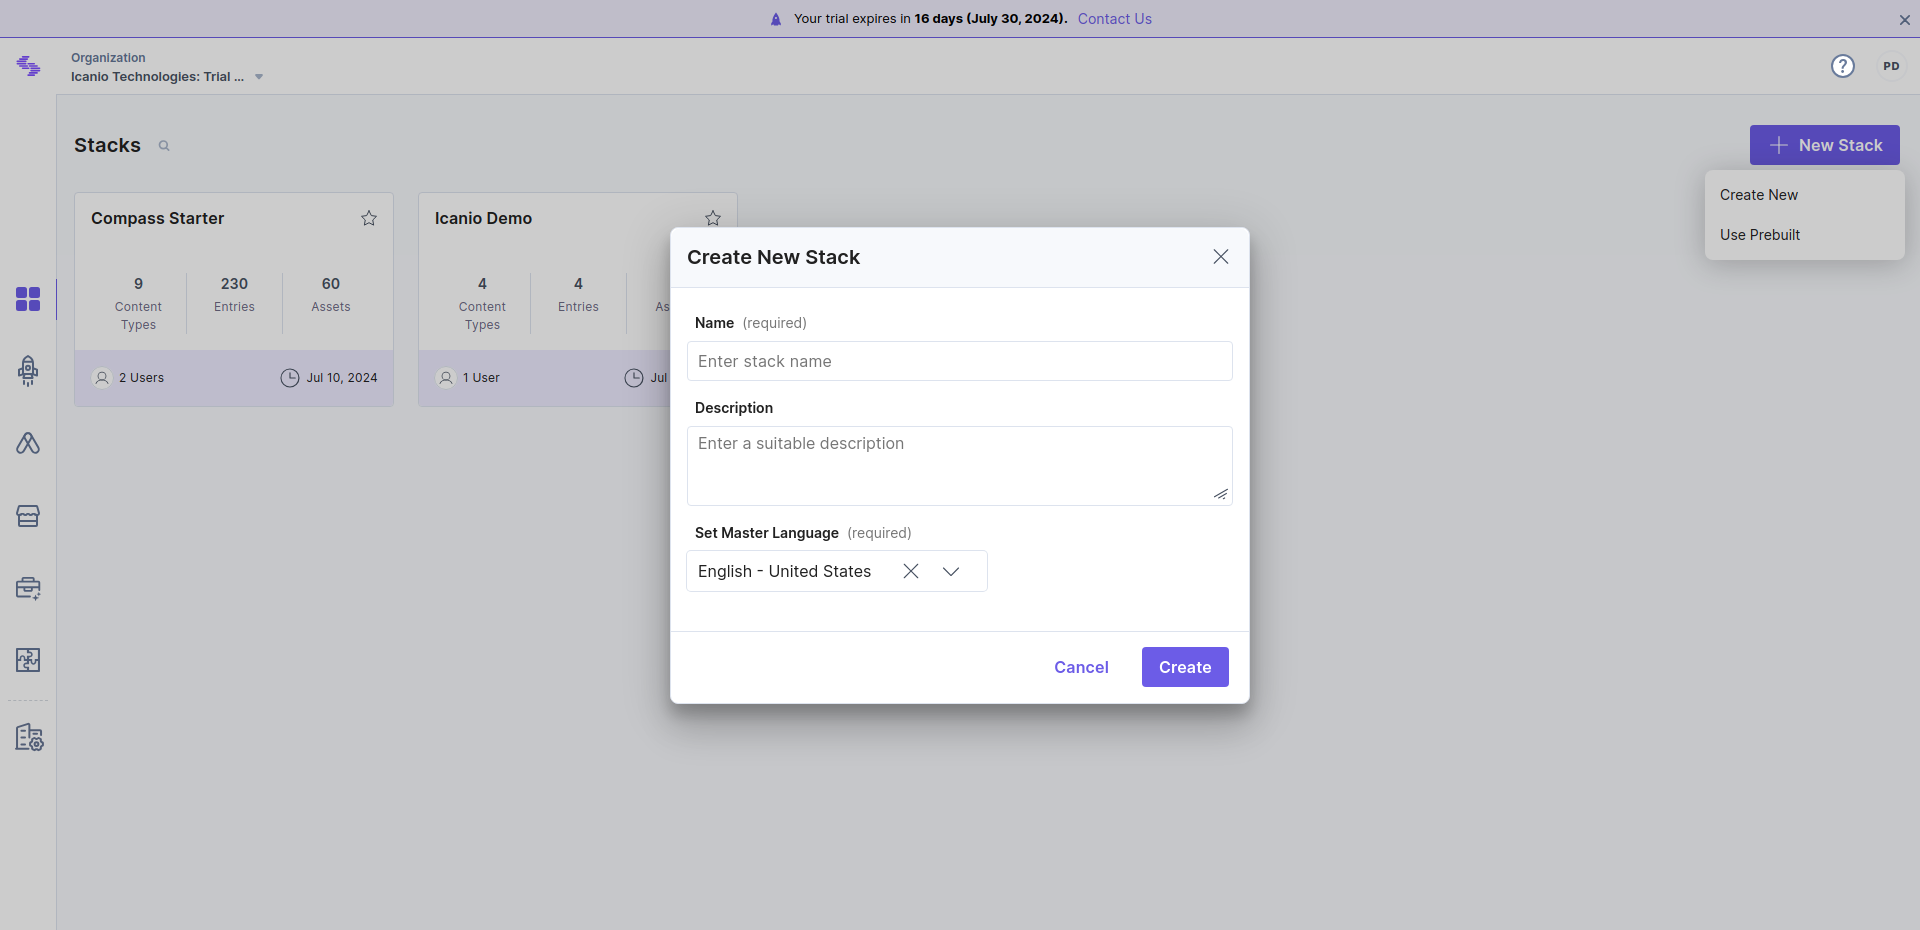 Your trial expires in 16 days (July 30, 2024). Contact Us
Organization
Icanio Technologies: Trial ...
PD
Stacks
New Stack
Create New
Use Prebuilt
Compass Starter
9
Content
Types
230
Entries
60
Assets
2 Users
Jul 10, 2024
Icanio Demo
4
Content
Types
4
Entries
As
1 User
Jul
Create New Stack
Name (required)
Enter stack name
Description
Enter a suitable description
Set Master Language (required)
English - United States
Cancel
Create